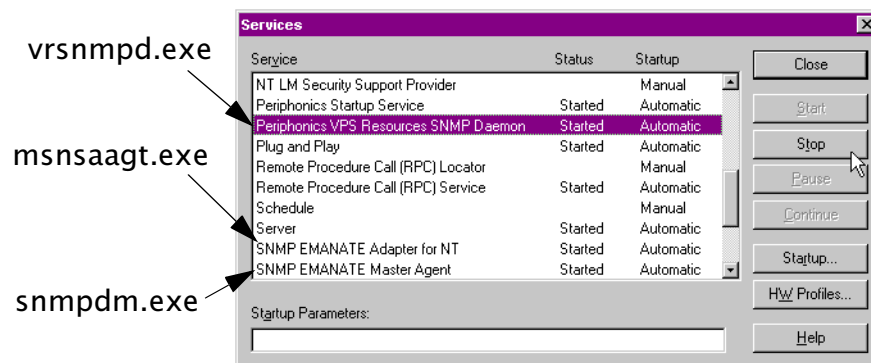 Services
vrsnmpd.exe
Service Status Startup
Close
NT LM Security Support Provider Manual
Periphonics Startup Service Started Automatic
Start
Periphonics VPS Resources SNMP Daemon Started Automatic
Plug and Play Started Automatic
Stop
msnsaagt.exe
Remote Procedure Call (RPC) Locator Manual
Remote Procedure Call (RPC) Service Started Automatic
Pause
Schedule Manual
Continue
Server Started Automatic
SNMP EMANATE Adapter for NT Started Automatic
Startup...
SNMP EMANATE Master Agent Started Automatic
snmpdm.exe
HW Profiles...
Startup Parameters:
Help